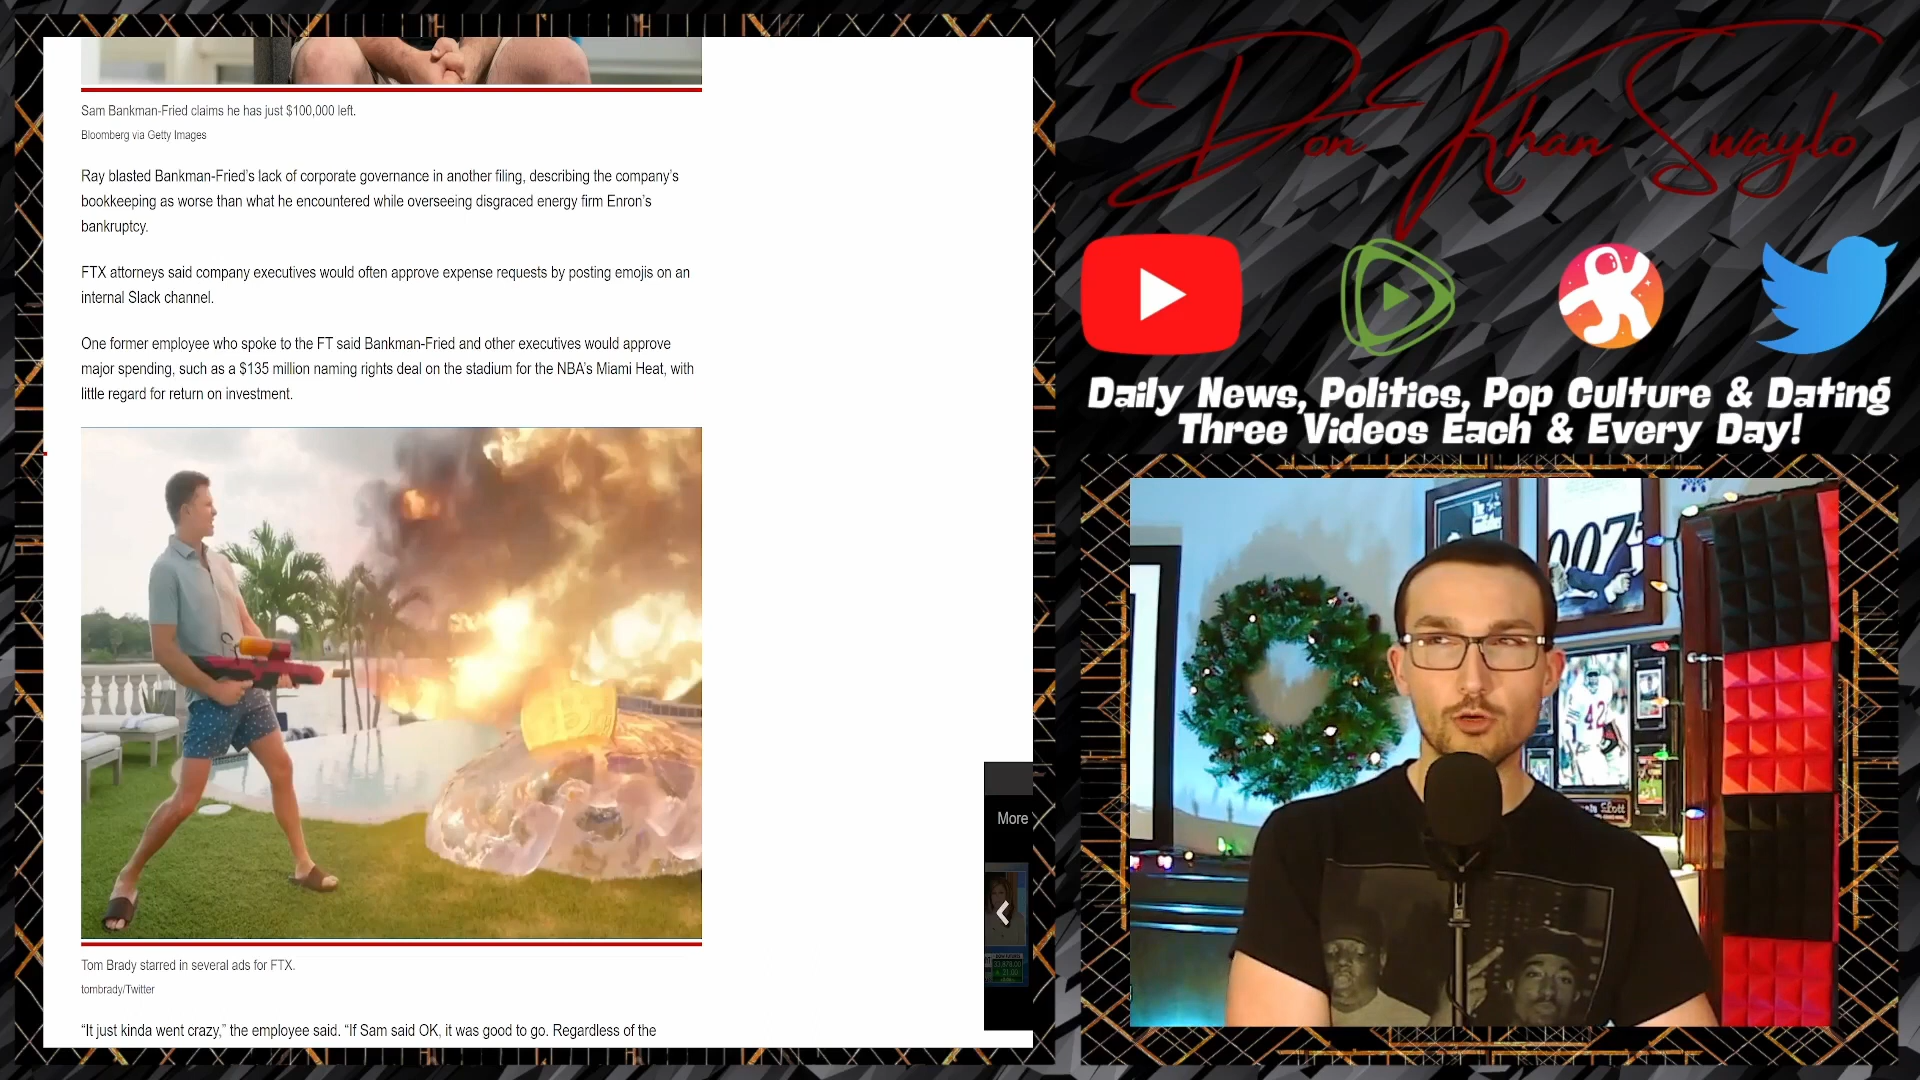 Sam Bankman-Fried claims he has just $100,000 left.
Bloomberg via Getty Images
Ray blasted Bankman-Fried's lack of corporate governance in another filing, describing the company's
bookkeeping as worse than what he encountered while overseeing disgraced energy firm Enron's
bankruptcy.
FTX attorneys said company executives would often approve expense requests by posting emojis on an
internal Slack channel.
One former employee who spoke to the FT said Bankman-Fried and other executives would approve
major spending, such as a $135 million naming rights deal on the stadium for the NBA's Miami Heat, with
little regard for return on investment.
Tom Brady starred in several ads for FTX.
tombrady/Twitter
“It just kinda went crazy,” the employee said. “If Sam said OK, it was good to go. Regardless of the
More
Don Khan Swaylo
Daily News, Politics, Pop Culture & Dating
Three Videos Each & Every Day!
007
42